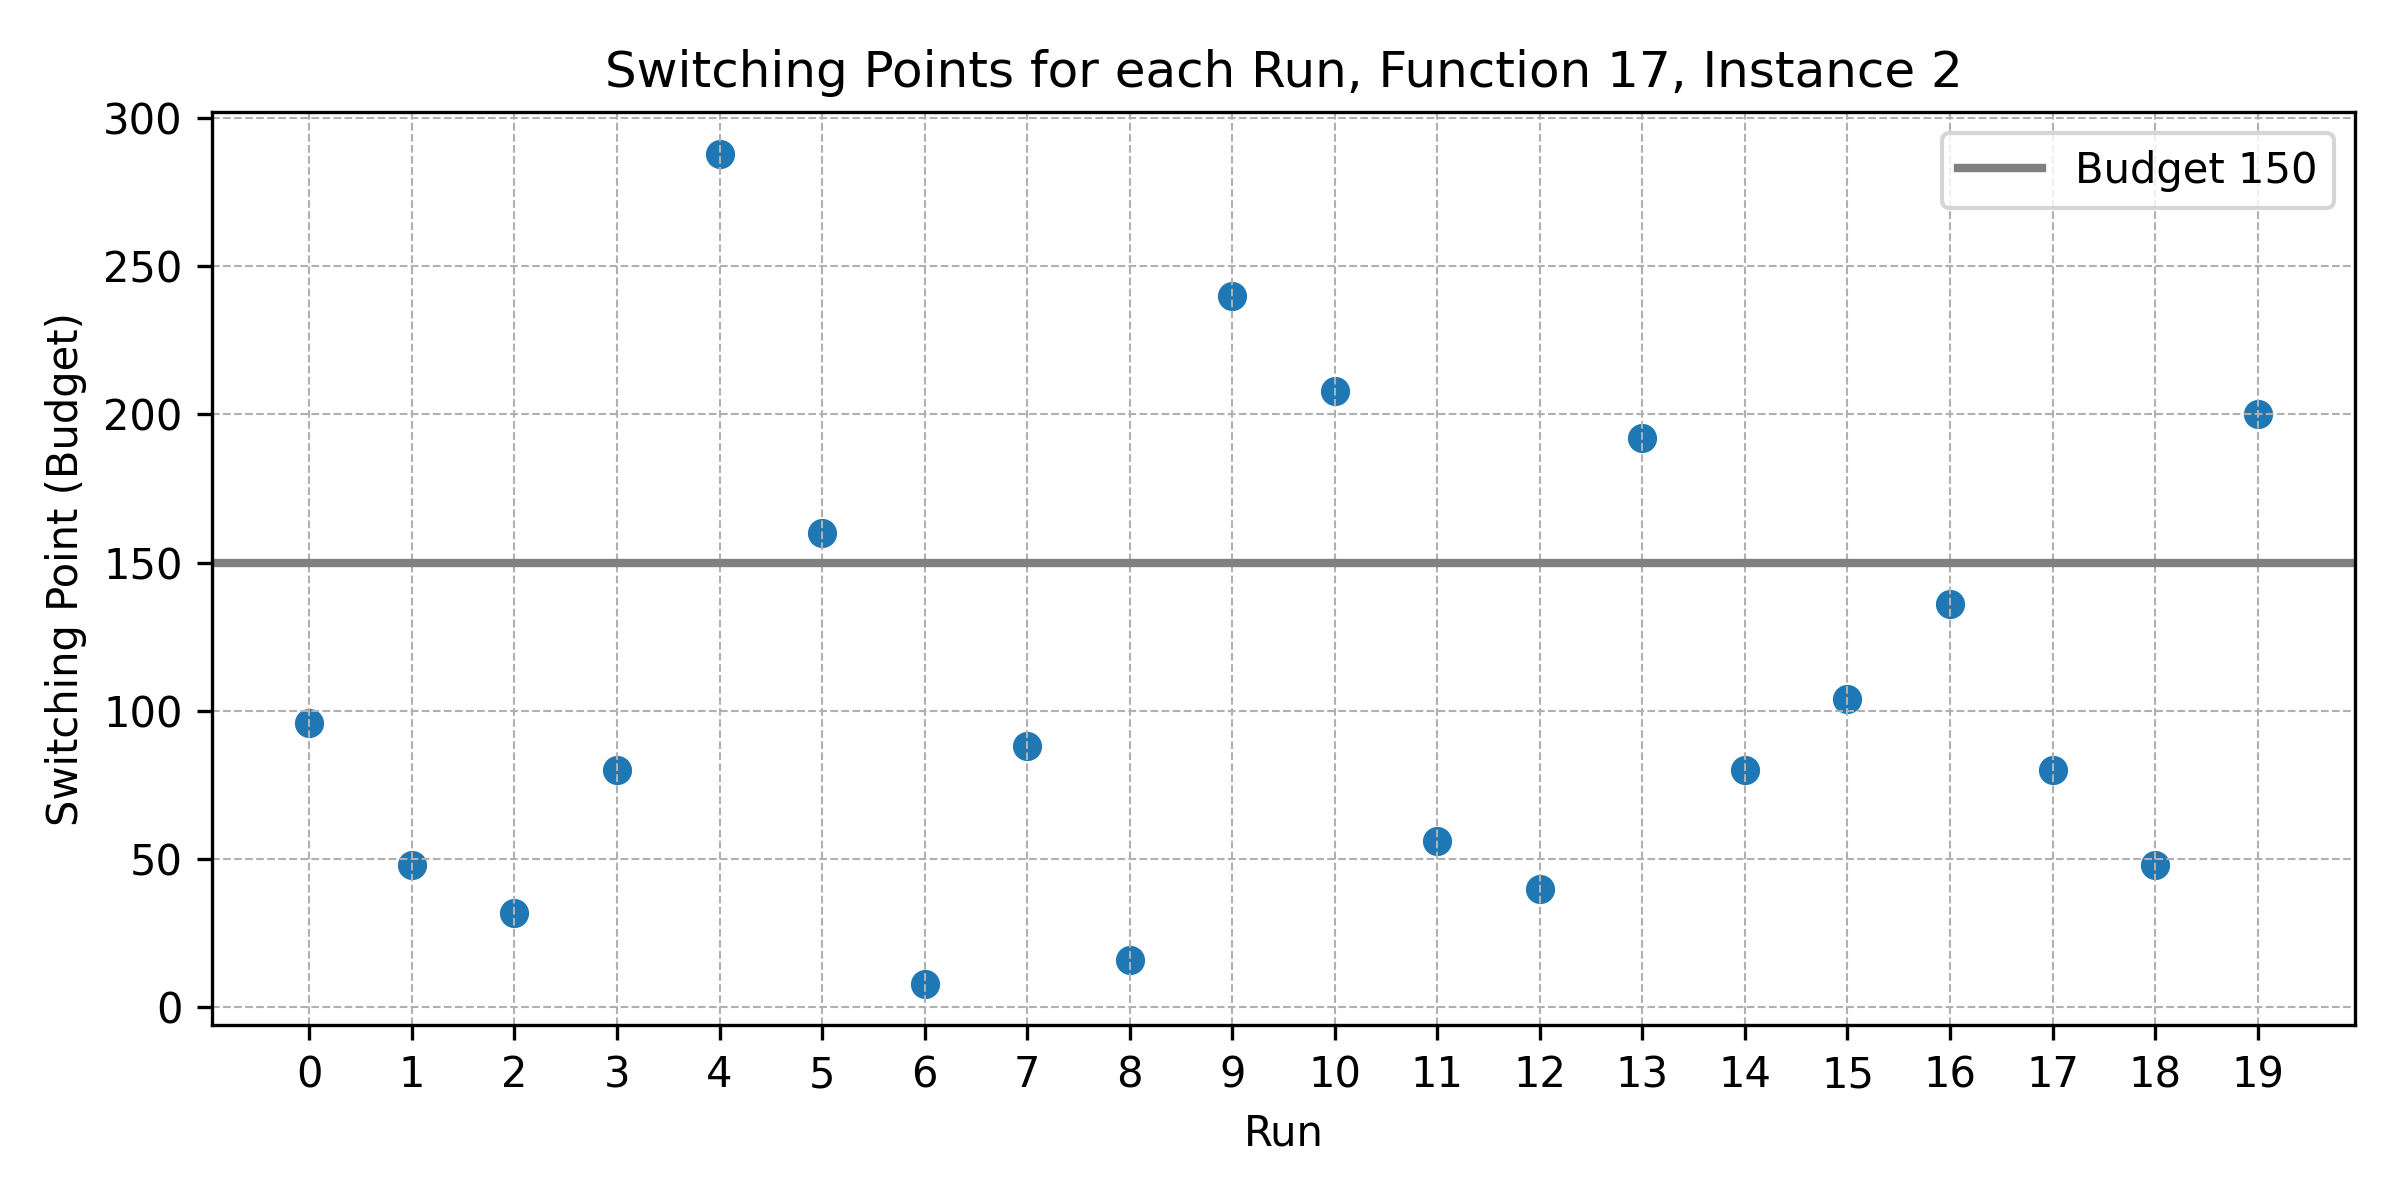 Switching Points for each Run, Function 17, Instance 2
Budget 150
Switching Point (Budget)
300
250
200
150
100
50
0
0 1 2 3 4 5 6 7 8 9 10 11 12 13 14 15 16 17 18 19
Run